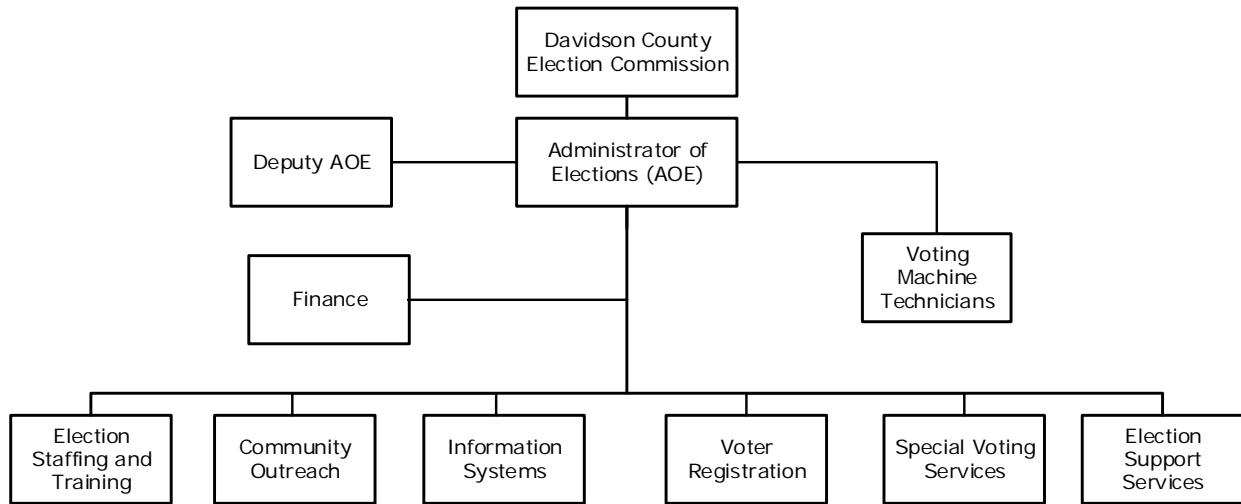 Davidson County
Election Commission
Deputy AOE
Administrator of
Elections (AOE)
Voting
Machine
Technicians
Finance
Election
Staffing and
Training
Community
Outreach
Information
Systems
Voter
Registration
Special Voting
Services
Election
Support
Services